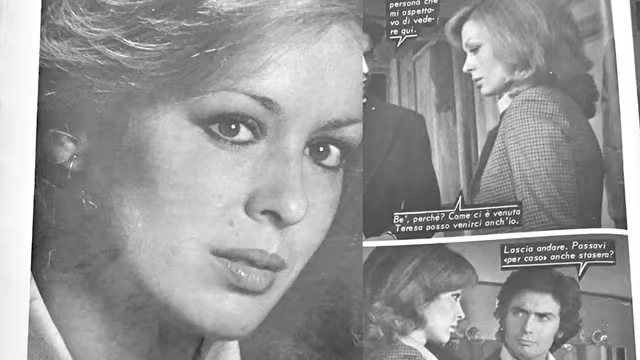 persona che
mi aspetta-
vo di vede-
re qui.
Be', perché? Come ci è venuta
Teresa posso venirci anch'io.
Lascia andare. Passavi
«per caso» anche stasera?